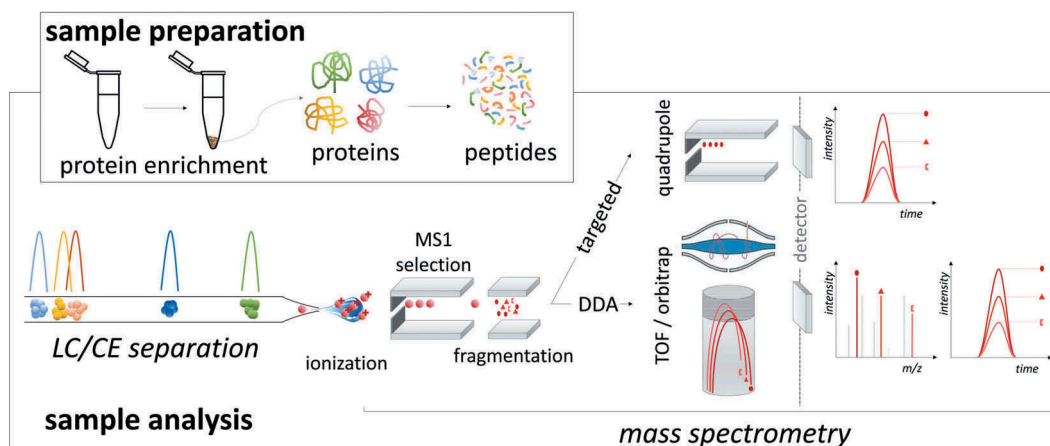 sample preparation
protein enrichment
proteins
peptides
LC/CE separation
ionization
MS1
selection
fragmentation
targeted
DDA
quadrupole
TOF / orbitrap
detector
intensity
time
intensity
m/z
intensity
time
sample analysis
mass spectrometry